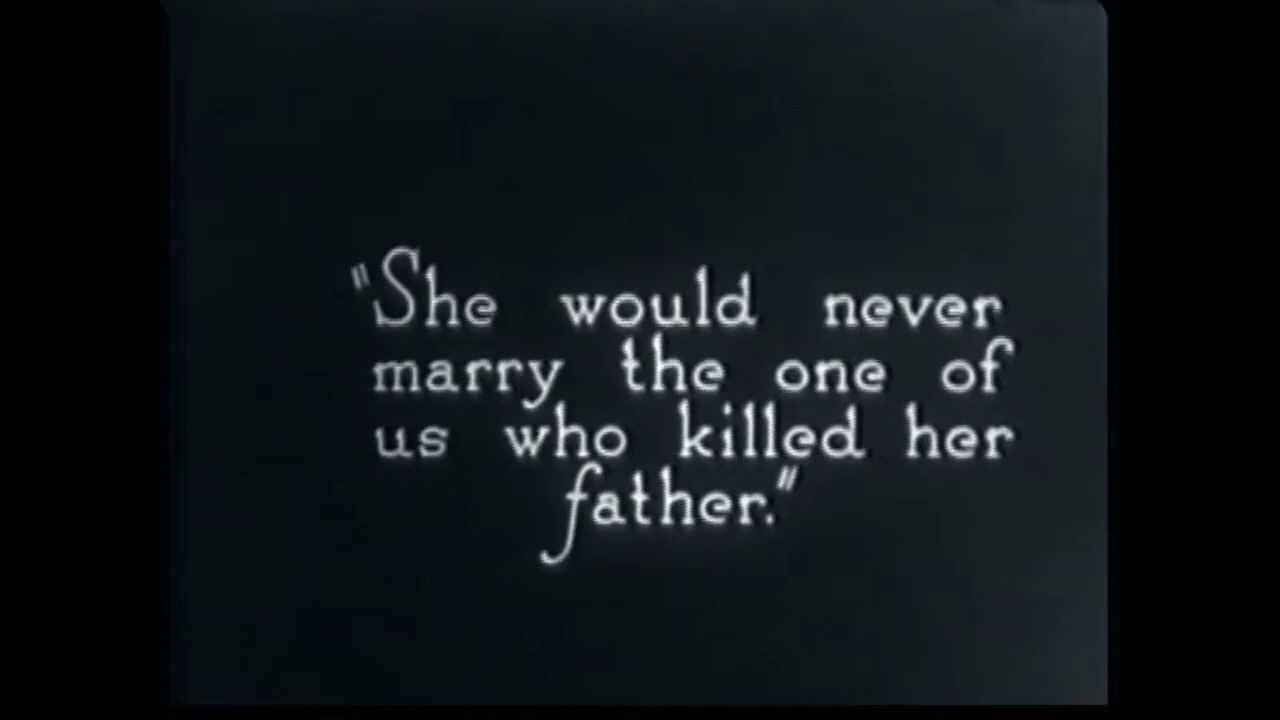 "She would never
marry the one of
us who killed her
father."